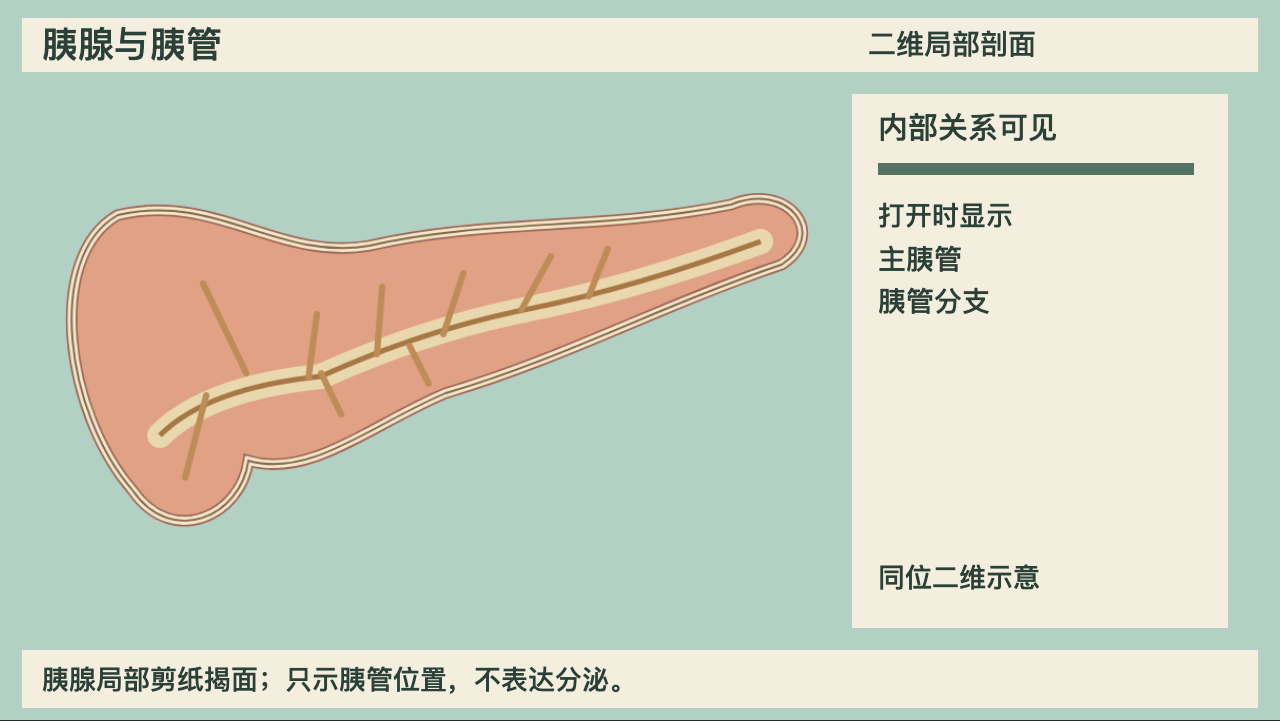 胰腺与胰管
二维局部剖面
内部关系可见
打开时显示
主胰管
胰管分支
同位二维示意
胰腺局部剪纸揭面；只示胰管位置，不表达分泌。